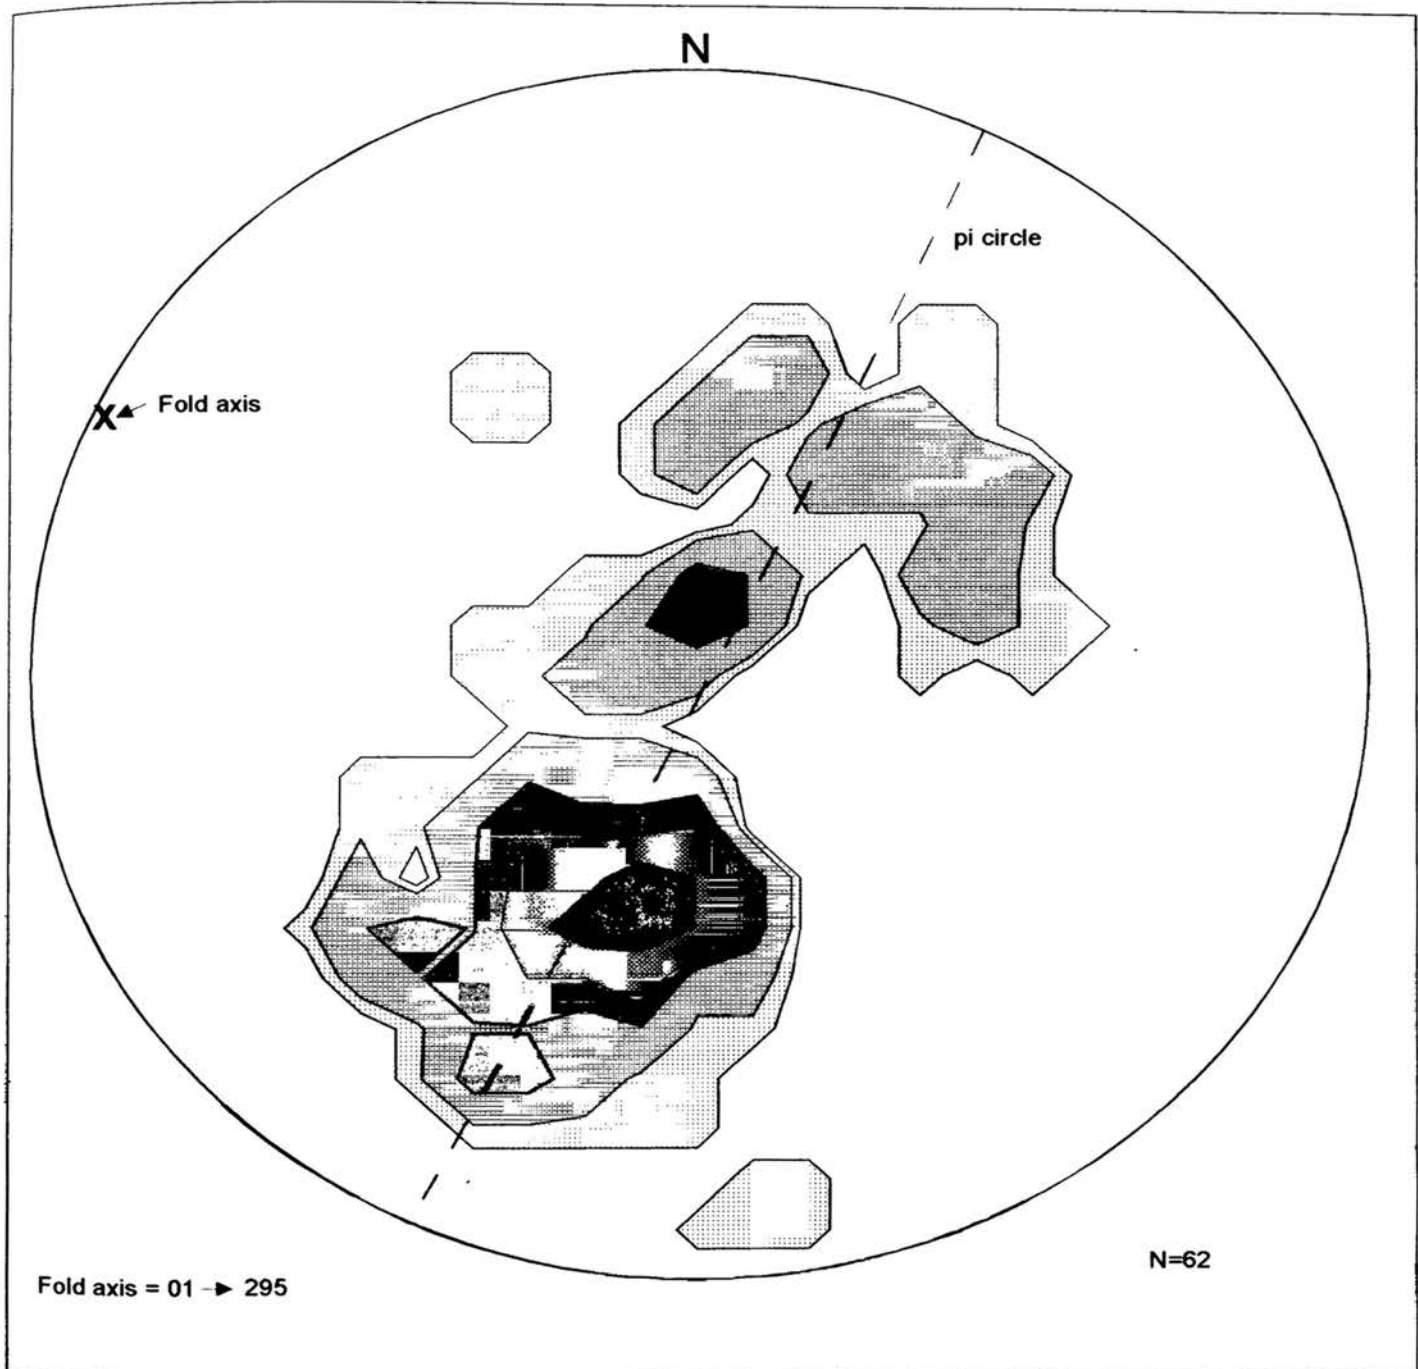 N
pi circle
X
Fold axis
N=62
Fold axis = 01 → 295